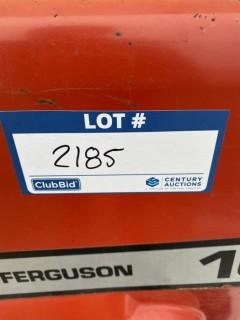 LOT #
2185
ClubBid
CENTURY
AUCTIONS
FERGUSON